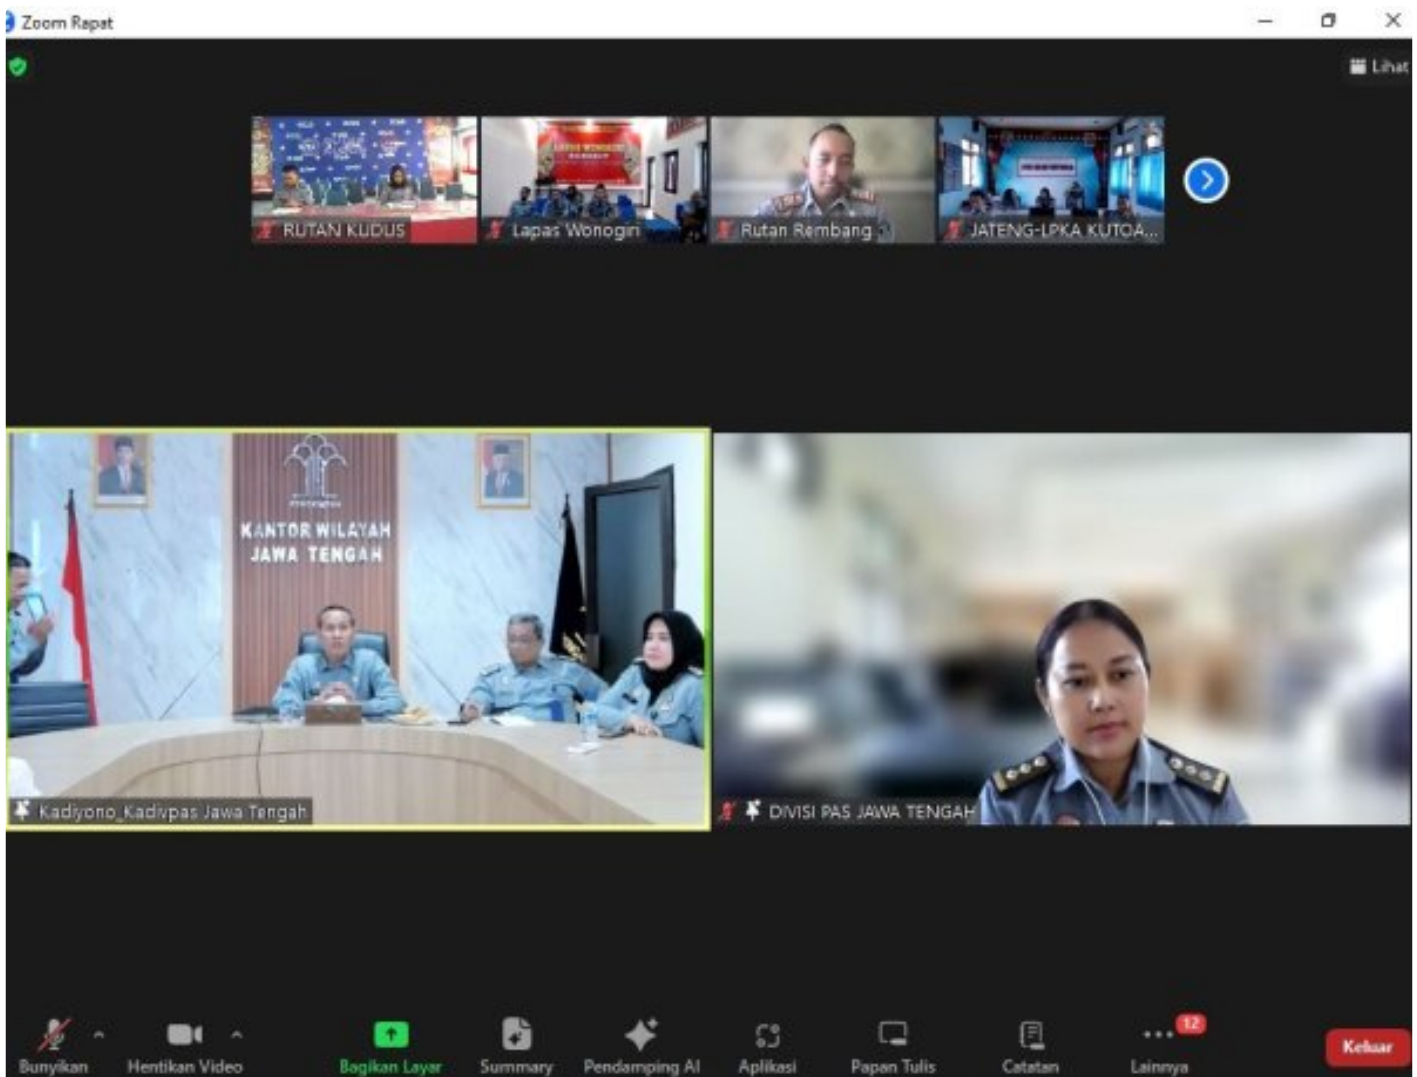 Zoom Rapat
Lihat
RUTAN KUDUS
Lapas Wonogiri
Rutan Rembang
JATENG-LPKA KUTOA...
LAPAS WONOGIRI
KANTOR WILAYAH
JAWA TENGAH
Kadiyono_Kadivpas Jawa Tengah
DIVISI PAS JAWA TENGAH
Bunyikan
Hentikan Video
Bagikan Layar
Summary
Pendamping AI
Aplikasi
Papan Tulis
Catatan
12
Lainnya
Keluar